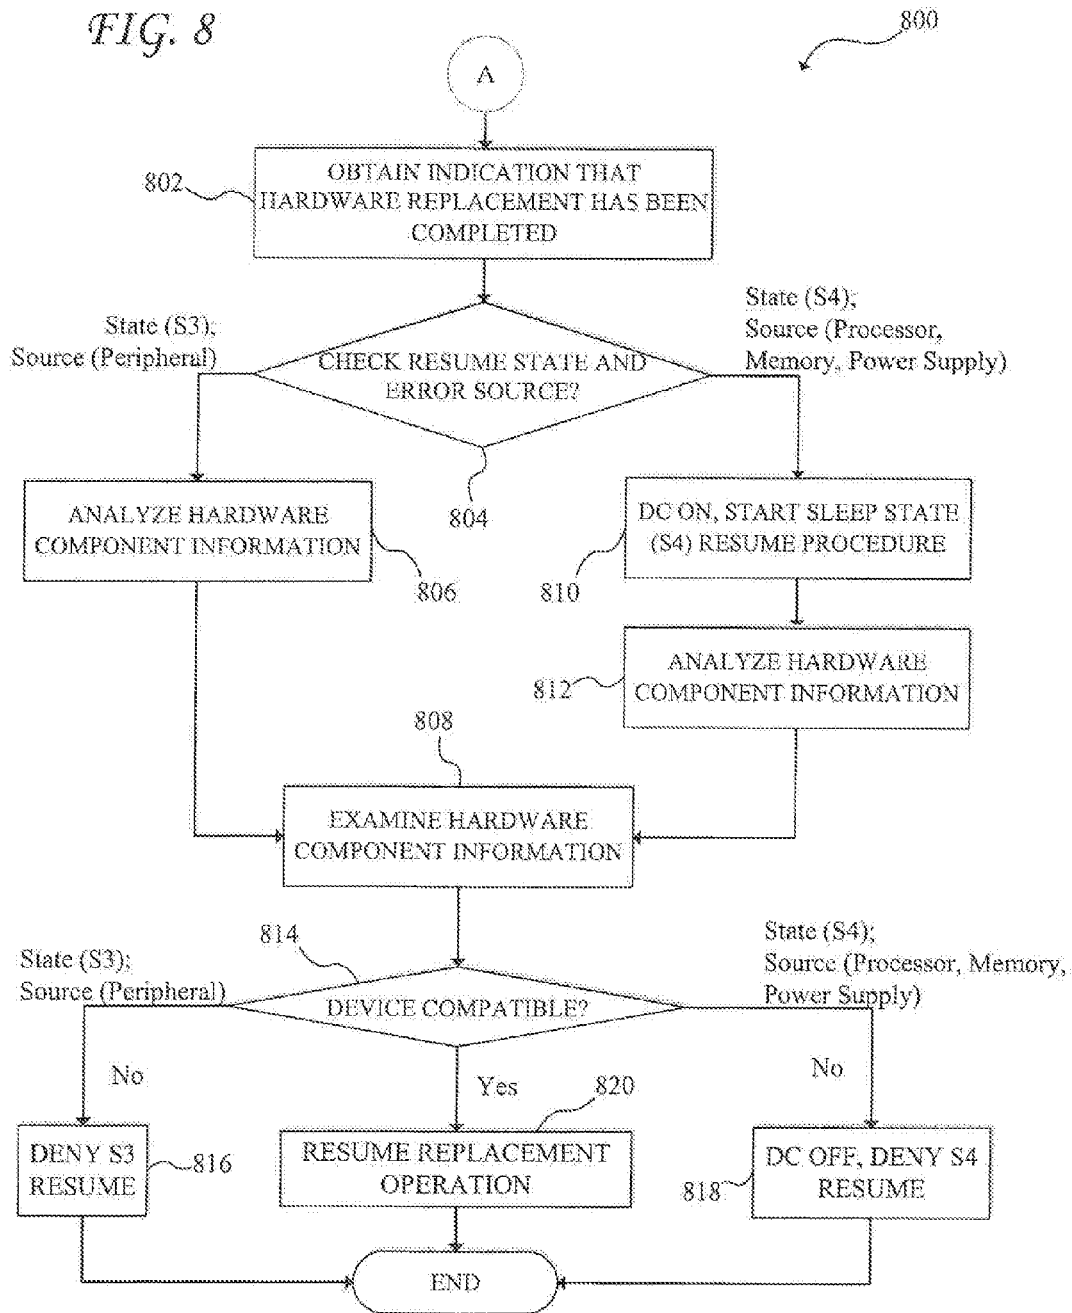 FIG. 8
800
A
802
OBTAIN INDICATION THAT
HARDWARE REPLACEMENT HAS BEEN
COMPLETED
State (S3);
Source (Peripheral)
State (S4);
Source (Processor,
Memory, Power Supply)
CHECK RESUME STATE AND
ERROR SOURCE?
804
ANALYZE HARDWARE
COMPONENT INFORMATION
806
DC ON, START SLEEP STATE
(S4) RESUME PROCEDURE
810
812
ANALYZE HARDWARE
COMPONENT INFORMATION
808
EXAMINE HARDWARE
COMPONENT INFORMATION
814
State (S3);
Source (Peripheral)
State (S4);
Source (Processor, Memory,
Power Supply)
DEVICE COMPATIBLE?
No
Yes
No
820
DENY S3
RESUME
816
RESUME REPLACEMENT
OPERATION
818
DC OFF, DENY S4
RESUME
END